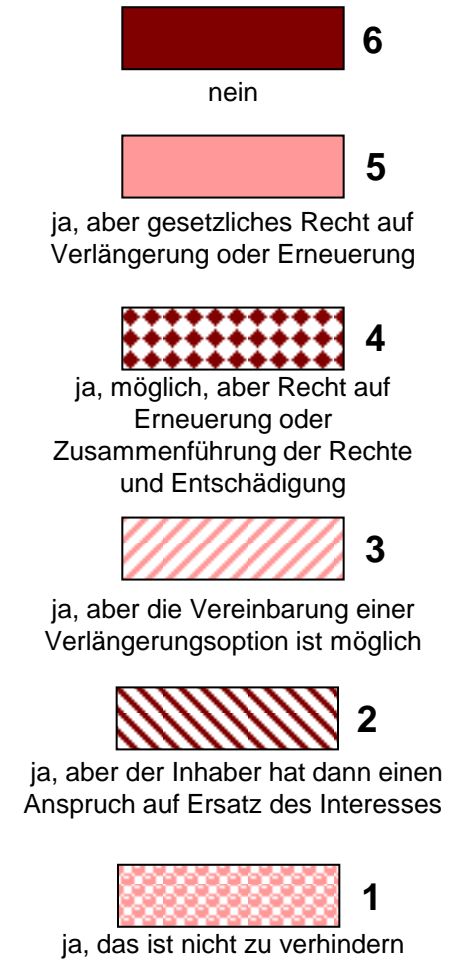 6
nein
5
ja, aber gesetzliches Recht auf
Verlängerung oder Erneuerung
4
ja, möglich, aber Recht auf
Erneuerung oder
Zusammenführung der Rechte
und Entschädigung
3
ja, aber die Vereinbarung einer
Verlängerungsoption ist möglich
2
ja, aber der Inhaber hat dann einen
Anspruch auf Ersatz des Interesses
1
ja, das ist nicht zu verhindern